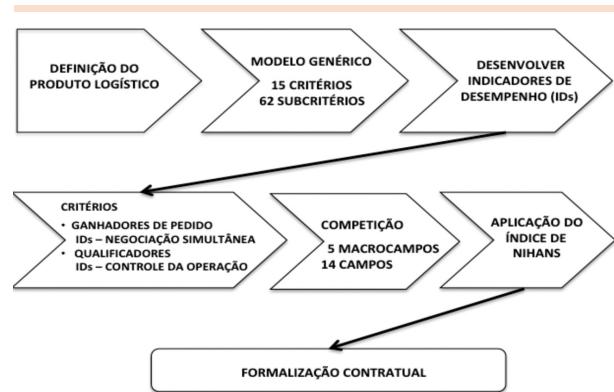 DEFINIÇÃO DO
PRODUTO LOGÍSTICO
MODELO GENÉRICO
15 CRITÉRIOS
62 SUBCRITÉRIOS
DESENVOLVER
INDICADORES DE
DESEMPENHO (IDs)
CRITÉRIOS
• GANHADORES DE PEDIDO
IDs – NEGOCIAÇÃO SIMULTÂNEA
• QUALIFICADORES
IDs – CONTROLE DA OPERAÇÃO
COMPETIÇÃO
5 MACROCAMPOS
14 CAMPOS
APLICAÇÃO DO
ÍNDICE DE
NIHANS
FORMALIZAÇÃO CONTRATUAL